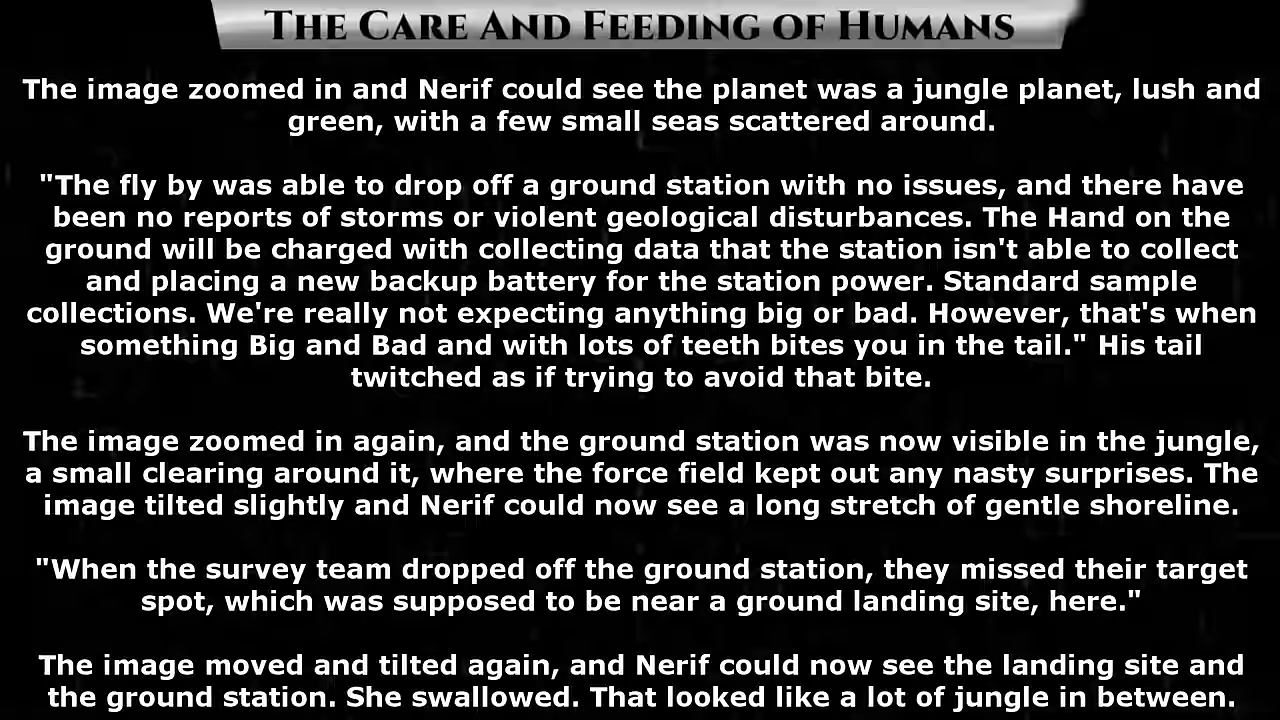 The Care And Feeding of Humans
The image zoomed in and Nerif could see the planet was a jungle planet, lush and
green, with a few small seas scattered around.
"The fly by was able to drop off a ground station with no issues, and there have
been no reports of storms or violent geological disturbances. The Hand on the
ground will be charged with collecting data that the station isn't able to collect
and placing a new backup battery for the station power. Standard sample
collections. We're really not expecting anything big or bad. However, that's when
something Big and Bad and with lots of teeth bites you in the tail." His tail
twitched as if trying to avoid that bite.
The image zoomed in again, and the ground station was now visible in the jungle,
a small clearing around it, where the force field kept out any nasty surprises. The
image tilted slightly and Nerif could now see a long stretch of gentle shoreline.
"When the survey team dropped off the ground station, they missed their target
spot, which was supposed to be near a ground landing site, here."
The image moved and tilted again, and Nerif could now see the landing site and
the ground station. She swallowed. That looked like a lot of jungle in between.